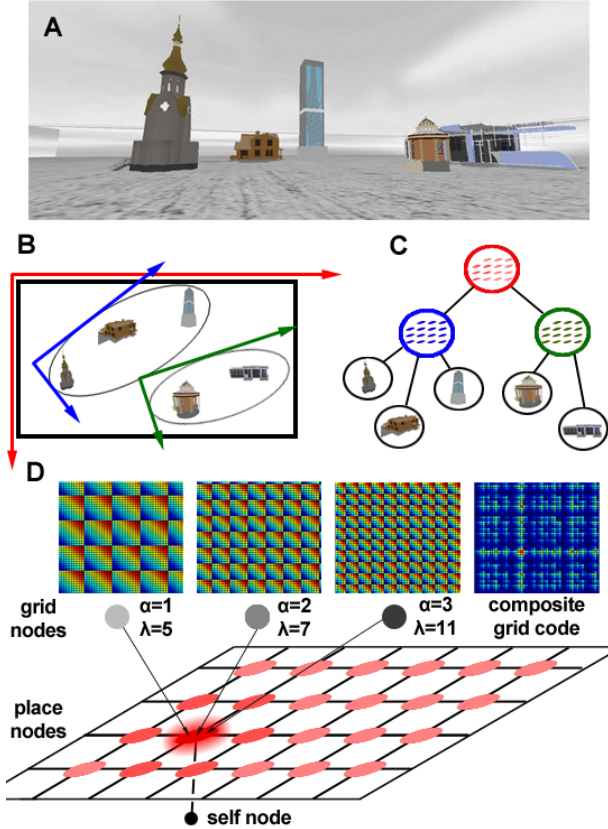 A
B
C
D
grid
nodes
α=1
λ=5
α=2
λ=7
α=3
λ=11
composite
grid code
place
nodes
self node